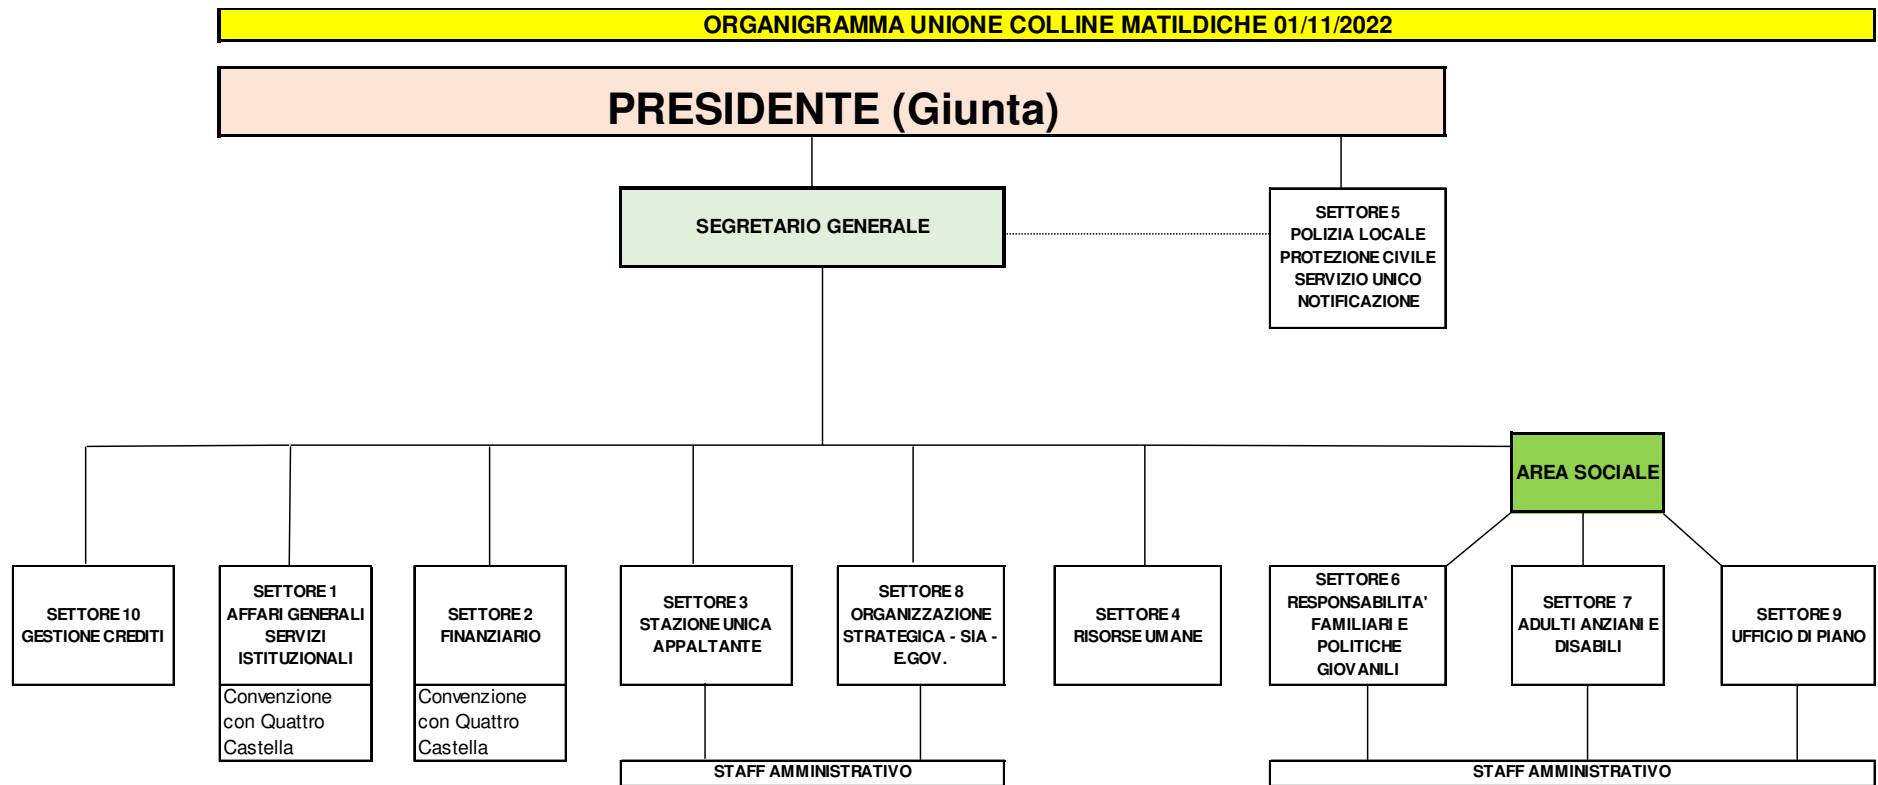 ORGANIGRAMMA UNIONE COLLINE MATILDICHE 01/11/2022
PRESIDENTE (Giunta)
SEGRETARIO GENERALE
SETTORE 5
POLIZIA LOCALE
PROTEZIONE CIVILE
SERVIZIO UNICO
NOTIFICAZIONE
AREA SOCIALE
SETTORE 10
GESTIONE CREDITI
SETTORE 1
AFFARI GENERALI
SERVIZI
ISTITUZIONALI
Convenzione
con Quattro
Castella
SETTORE 2
FINANZIARIO
Convenzione
con Quattro
Castella
SETTORE 3
STAZIONE UNICA
APPALTANTE
SETTORE 8
ORGANIZZAZIONE
STRATEGICA - SIA -
E.GOV.
SETTORE 4
RISORSE UMANE
SETTORE 6
RESPONSABILITA'
FAMILIARI E
POLITICHE
GIOVANILI
SETTORE 7
ADULTI ANZIANI E
DISABILI
SETTORE 9
UFFICIO DI PIANO
STAFF AMMINISTRATIVO
STAFF AMMINISTRATIVO